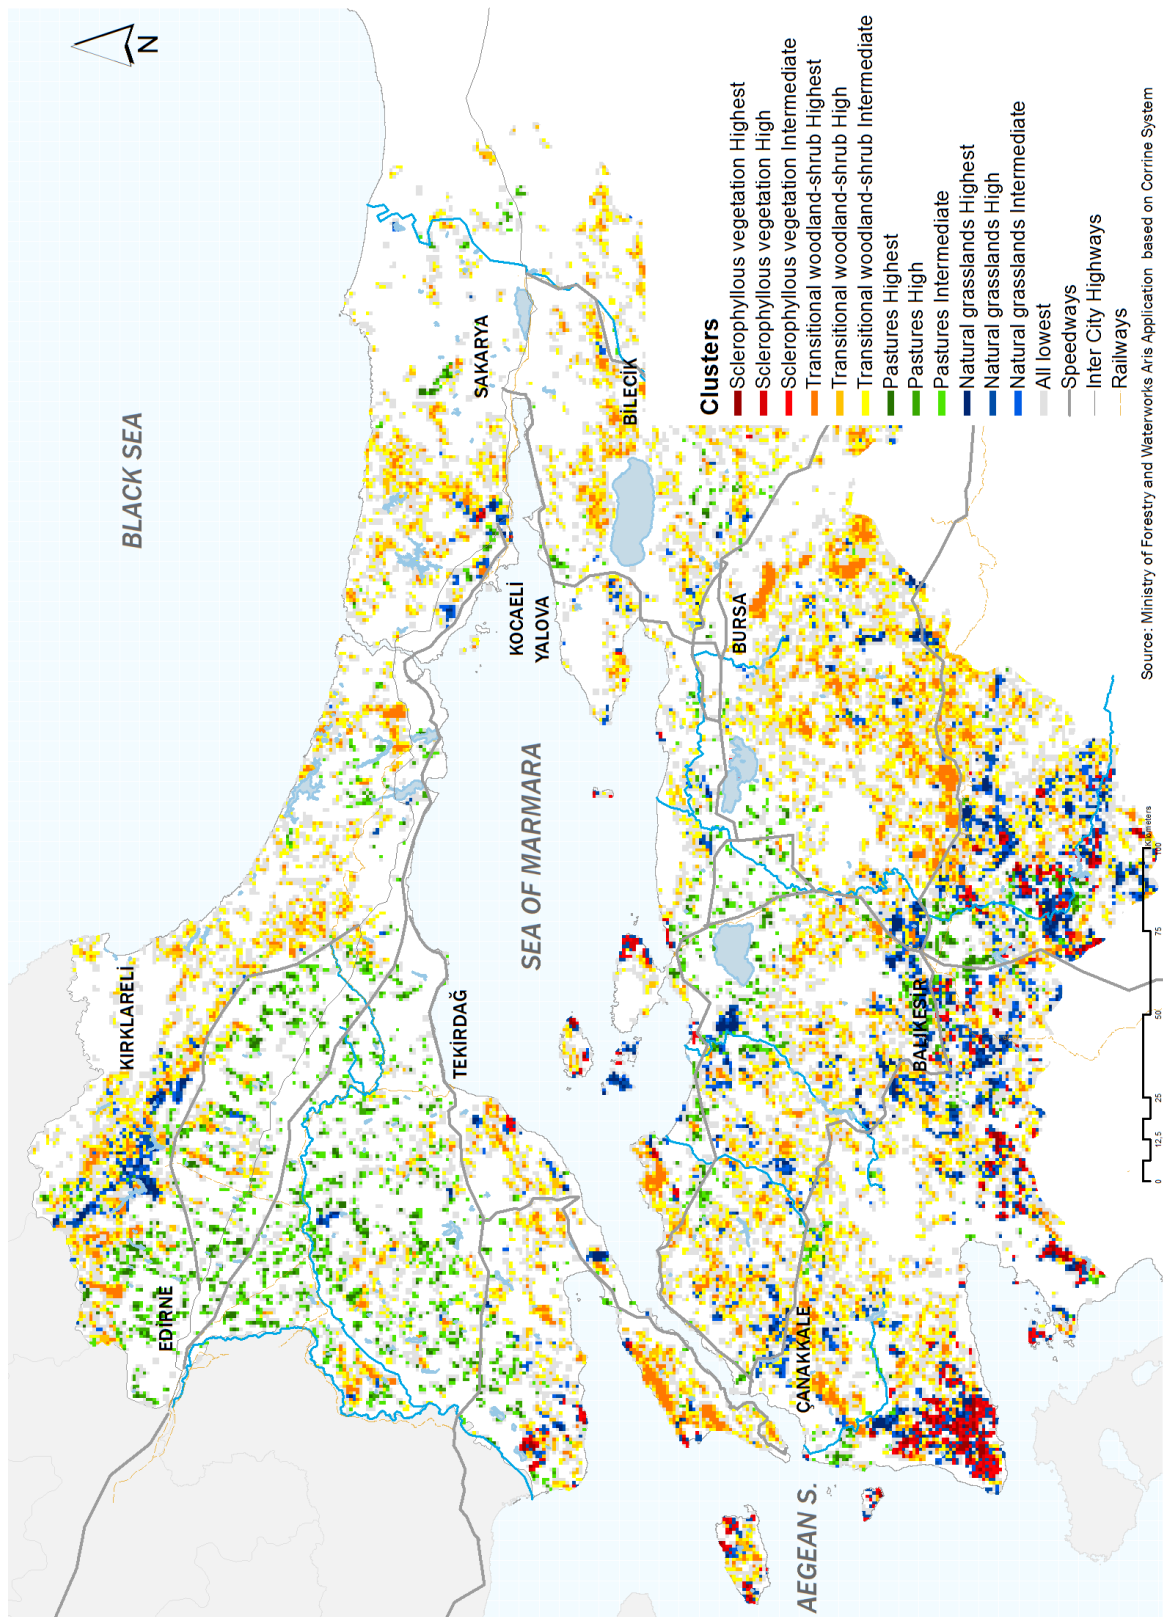 N
BLACK SEA
KIRKLARELİ
EDİRNE
TEKİRDAĞ
SAKARYA
KOCAELİ
YALOVA
BİLECİK
SEA OF MARMARA
BURSA
BALIKESİR
ÇANAKKALE
AEGEAN S.
Clusters
Sclerophyllous vegetation Highest
Sclerophyllous vegetation High
Sclerophyllous vegetation Intermediate
Transitional woodland-shrub Highest
Transitional woodland-shrub High
Transitional woodland-shrub Intermediate
Pastures Highest
Pastures High
Pastures Intermediate
Natural grasslands Highest
Natural grasslands High
Natural grasslands Intermediate
All lowest
Speedways
Inter City Highways
Railways
0 12,5 25 50 75 100
Kilometers
Source: Ministry of Forestry and Waterworks Aris Application based on Corrine System